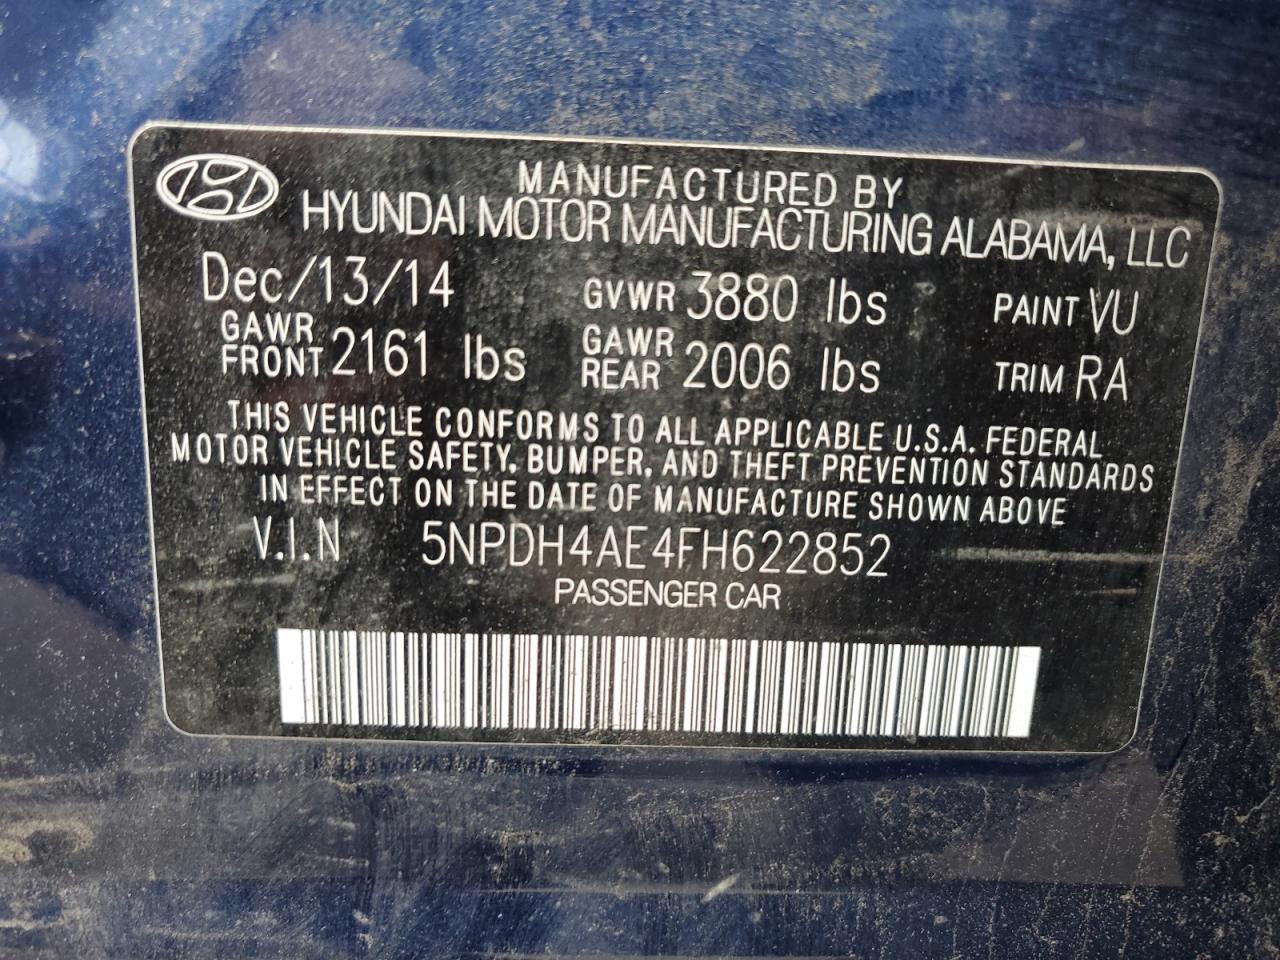 MANUFACTURED BY
HYUNDAI MOTOR MANUFACTURING ALABAMA, LLC
Dec/13/14 GVWR 3880 lbs PAINT VU
GAWR FRONT 2161 lbs GAWR REAR 2006 lbs TRIM RA
THIS VEHICLE CONFORMS TO ALL APPLICABLE U.S.A. FEDERAL
MOTOR VEHICLE SAFETY, BUMPER, AND THEFT PREVENTION STANDARDS
IN EFFECT ON THE DATE OF MANUFACTURE SHOWN ABOVE
V.I.N 5NPDH4AE4FH622852
PASSENGER CAR